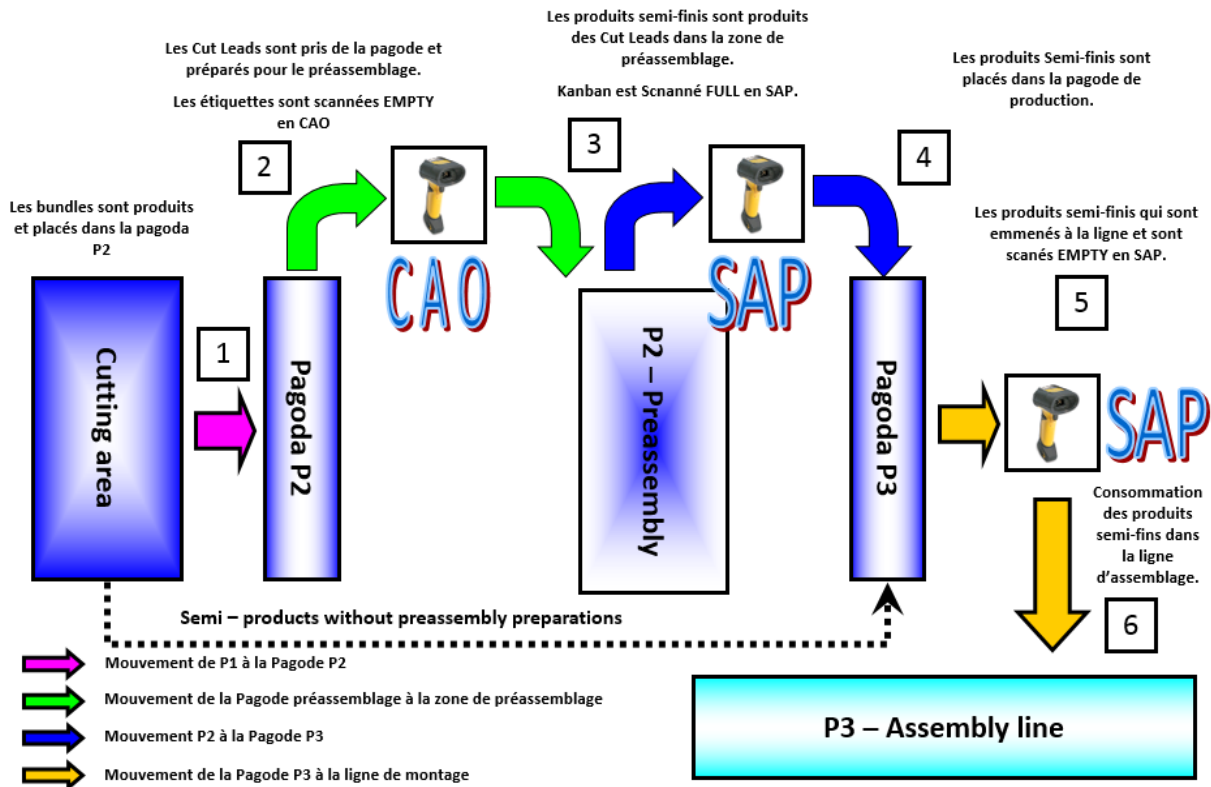 Les Cut Leads sont pris de la pagode et
préparés pour le préassemblage.
Les étiquettes sont scannées EMPTY
en CAO
2
Les produits semi-finis sont produits
des Cut Leads dans la zone de
préassemblage.
Kanban est Scnanné FULL en SAP.
3
Les produits Semi-finis sont
placés dans la pagode de
production.
4
Les bundles sont produits
et placés dans la pagoda
P2
1
Les produits semi-finis qui sont
emmenés à la ligne et sont
scanés EMPTY en SAP.
5
CAO
SAP
Cutting area
Pagoda P2
P2 – Preassembly
Pagoda P3
SAP
Consommation
des produits
semi-fins dans
la ligne
d'assemblage.
6
Semi – products without preassembly preparations
Mouvement de P1 à la Pagode P2
Mouvement de la Pagode préassemblage à la zone de préassemblage
Mouvement P2 à la Pagode P3
Mouvement de la Pagode P3 à la ligne de montage
P3 – Assembly line